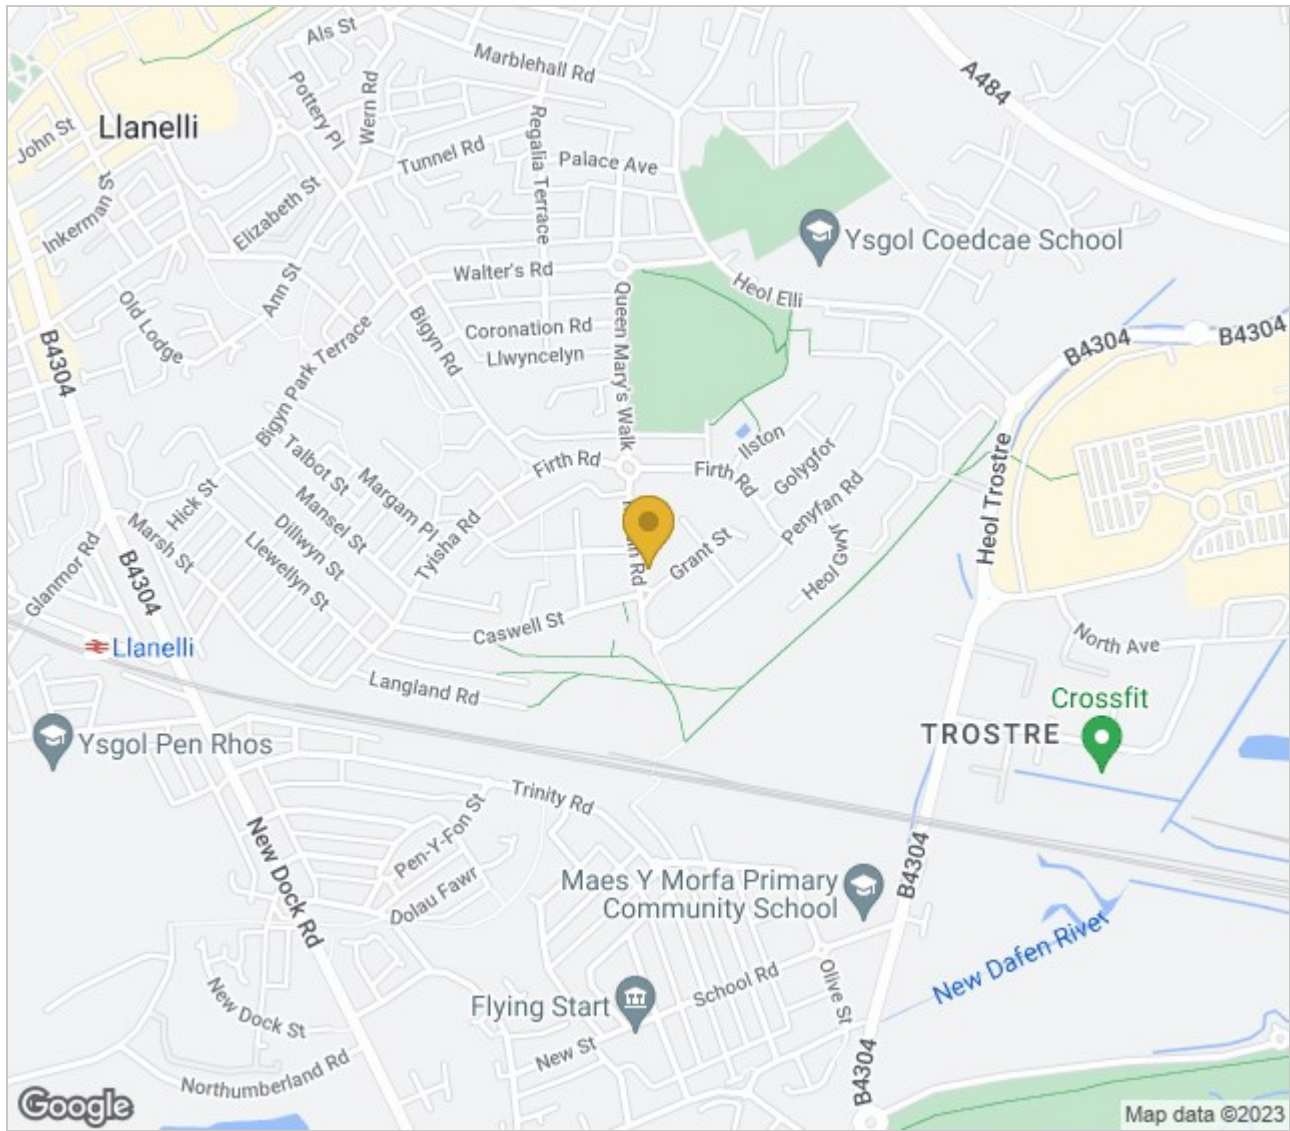 Als St
Marblehall Rd
A484
Pottery Pl
Wern Rd
Llanelli
John St
Tunnel Rd
Regalia Terrace
Palace Ave
Inkerman St
Elizabeth St
Ysgol Coedcae School
Walter's Rd
Ann St
Heol Elli
Old Lodge
Queen Mary's Walk
Coronation Rd
Bigyn Rd
Llwyncelyn
B4304
B4304
B4304
Bigyn Park Terrace
Ilston
Golygfor
Firth Rd
Firth Rd
Talbot St
Margam Pl
Heol Trostre
Hick St
Mansel St
Penyfan Rd
Marsh St
Dillwyn St
Tyisha Rd
Rd
Grant St
Heol Gwyr
Glanmor Rd
B4304
Llewellyn St
Caswell St
North Ave
Llanelli
Langland Rd
Crossfit
TROSTRE
Ysgol Pen Rhos
Trinity Rd
Pen-Y-Fon St
New Dock Rd
B4304
Maes Y Morfa Primary
Community School
Dolau Fawr
New Dafen River
School Rd
Olive St
Flying Start
New Dock St
New St
Northumberland Rd
B4304
Google
Map data ©2023